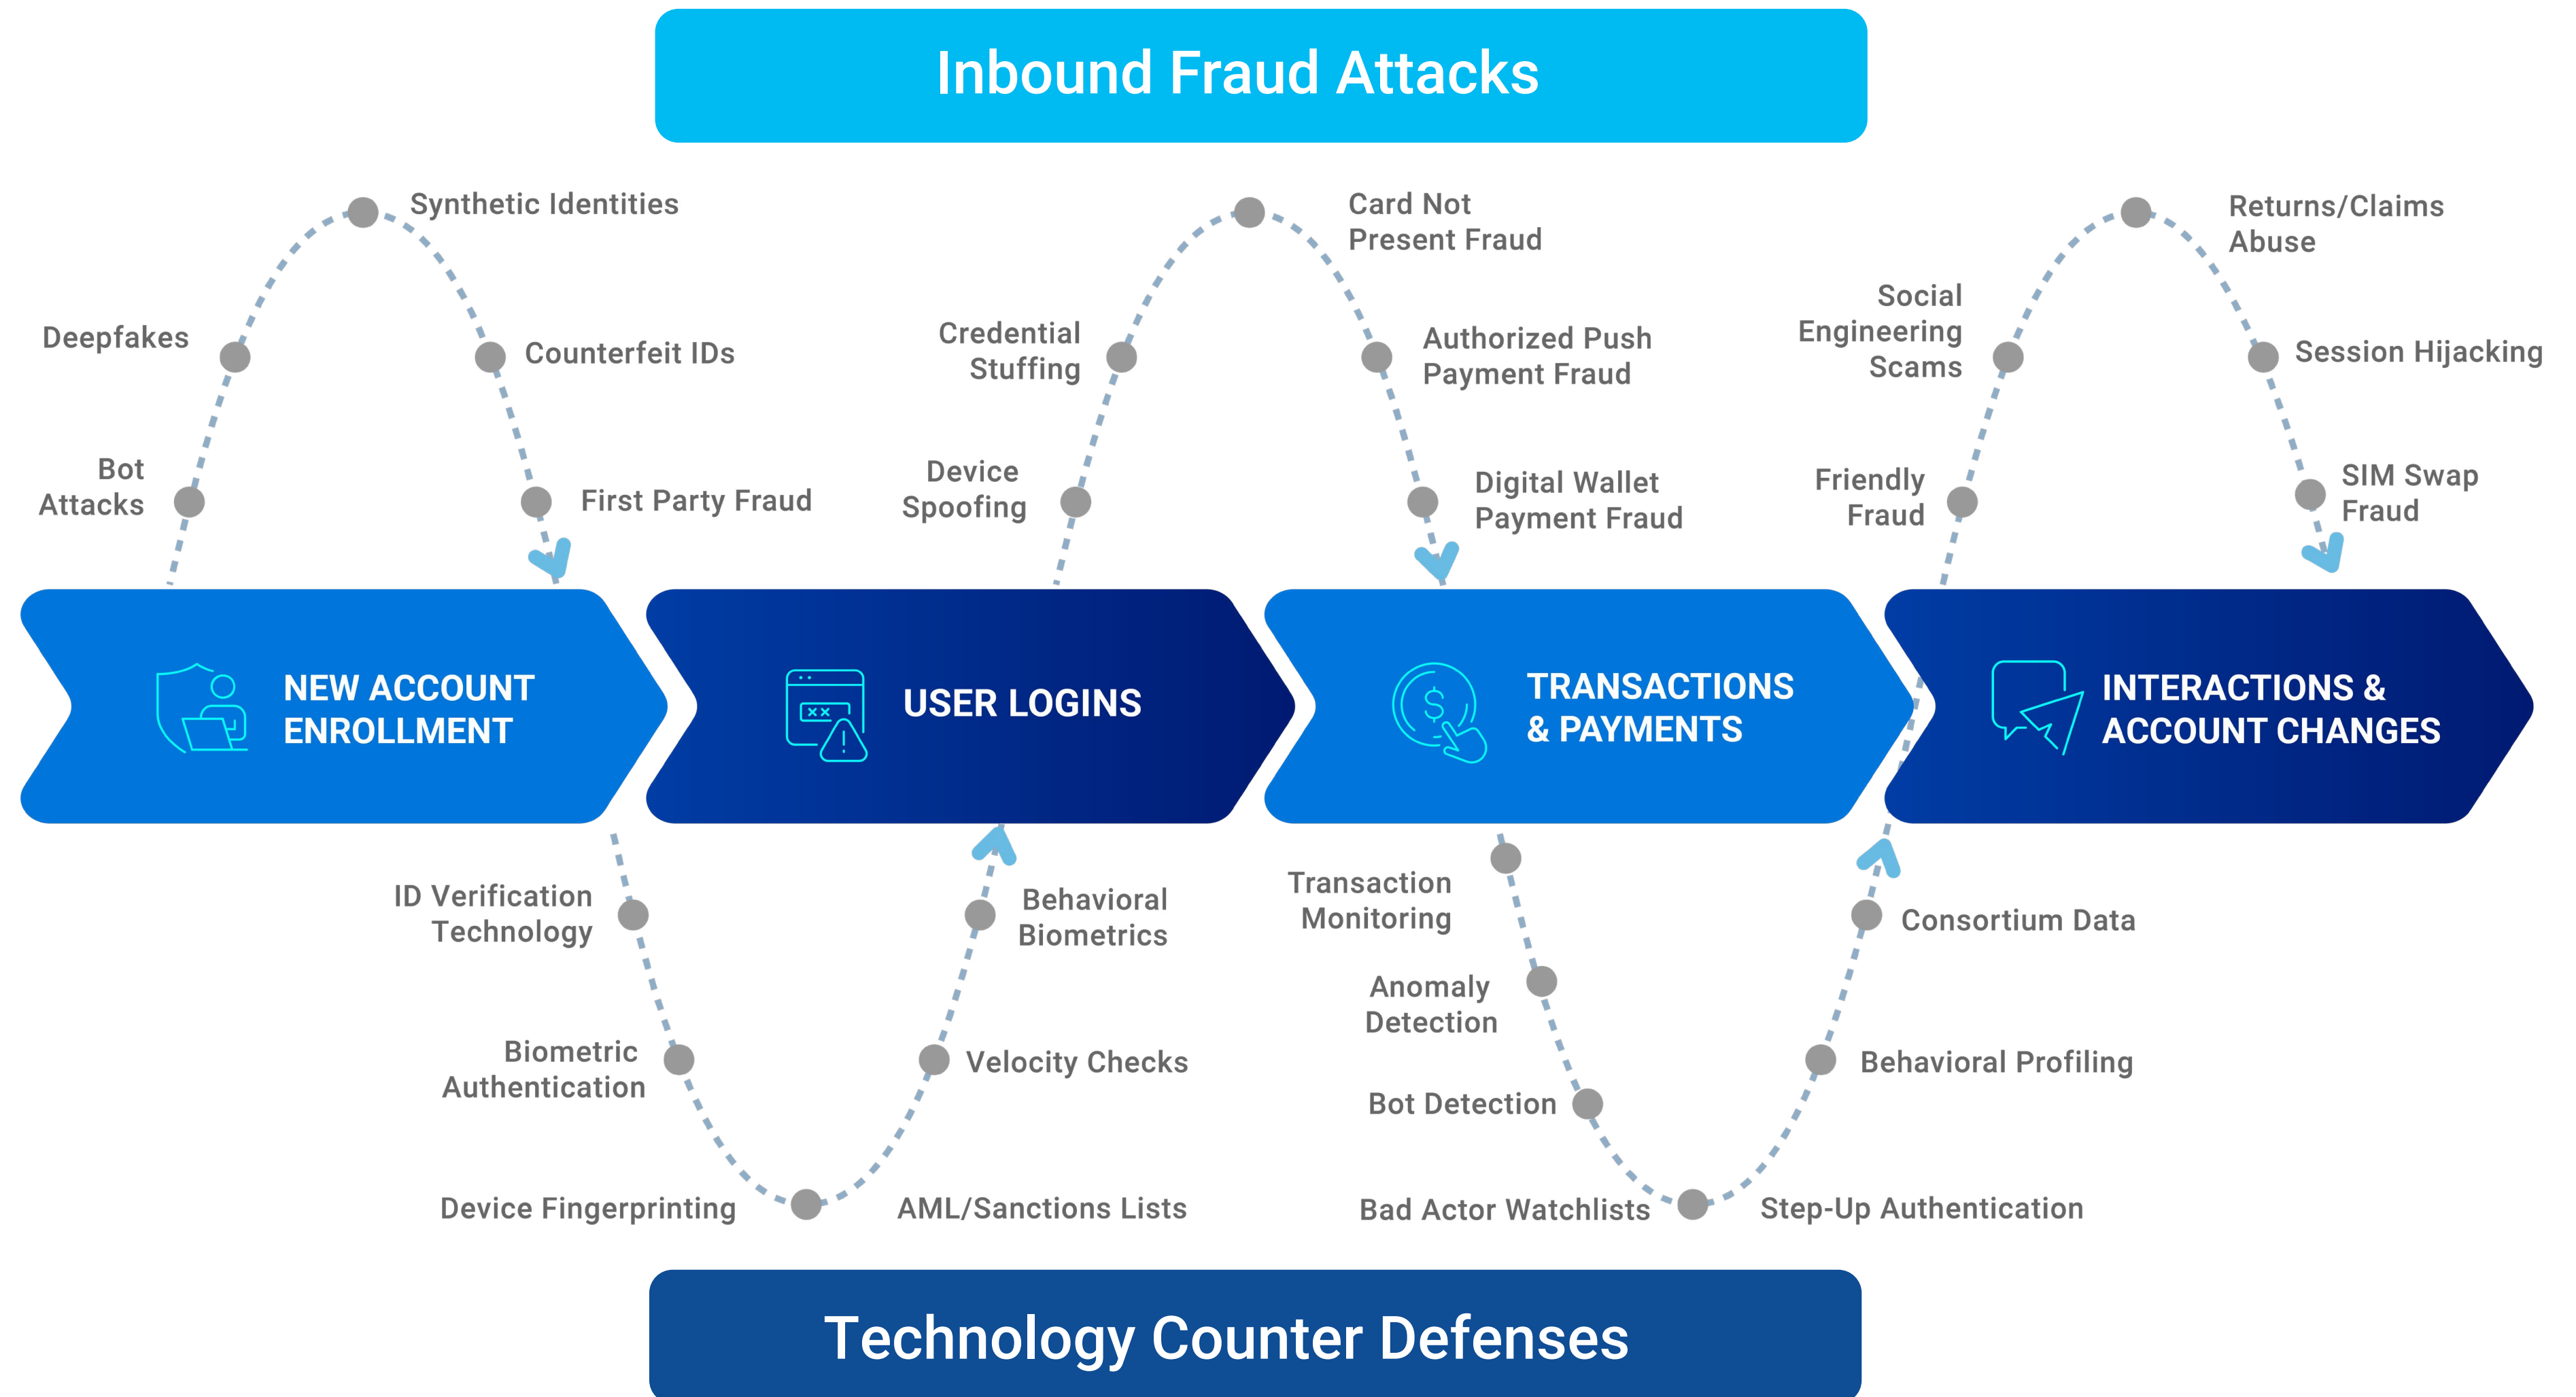 Inbound Fraud Attacks
Synthetic Identities
Deepfakes
Counterfeit IDs
Bot
Attacks
First Party Fraud
Card Not
Present Fraud
Credential
Stuffing
Authorized Push
Payment Fraud
Device
Spoofing
Digital Wallet
Payment Fraud
Returns/Claims
Abuse
Social
Engineering
Scams
Session Hijacking
Friendly
Fraud
SIM Swap
Fraud
NEW ACCOUNT
ENROLLMENT
USER LOGINS
TRANSACTIONS
& PAYMENTS
INTERACTIONS &
ACCOUNT CHANGES
ID Verification
Technology
Behavioral
Biometrics
Biometric
Authentication
Velocity Checks
Device Fingerprinting
AML/Sanctions Lists
Transaction
Monitoring
Consortium Data
Anomaly
Detection
Behavioral Profiling
Bot Detection
Bad Actor Watchlists
Step-Up Authentication
Technology Counter Defenses